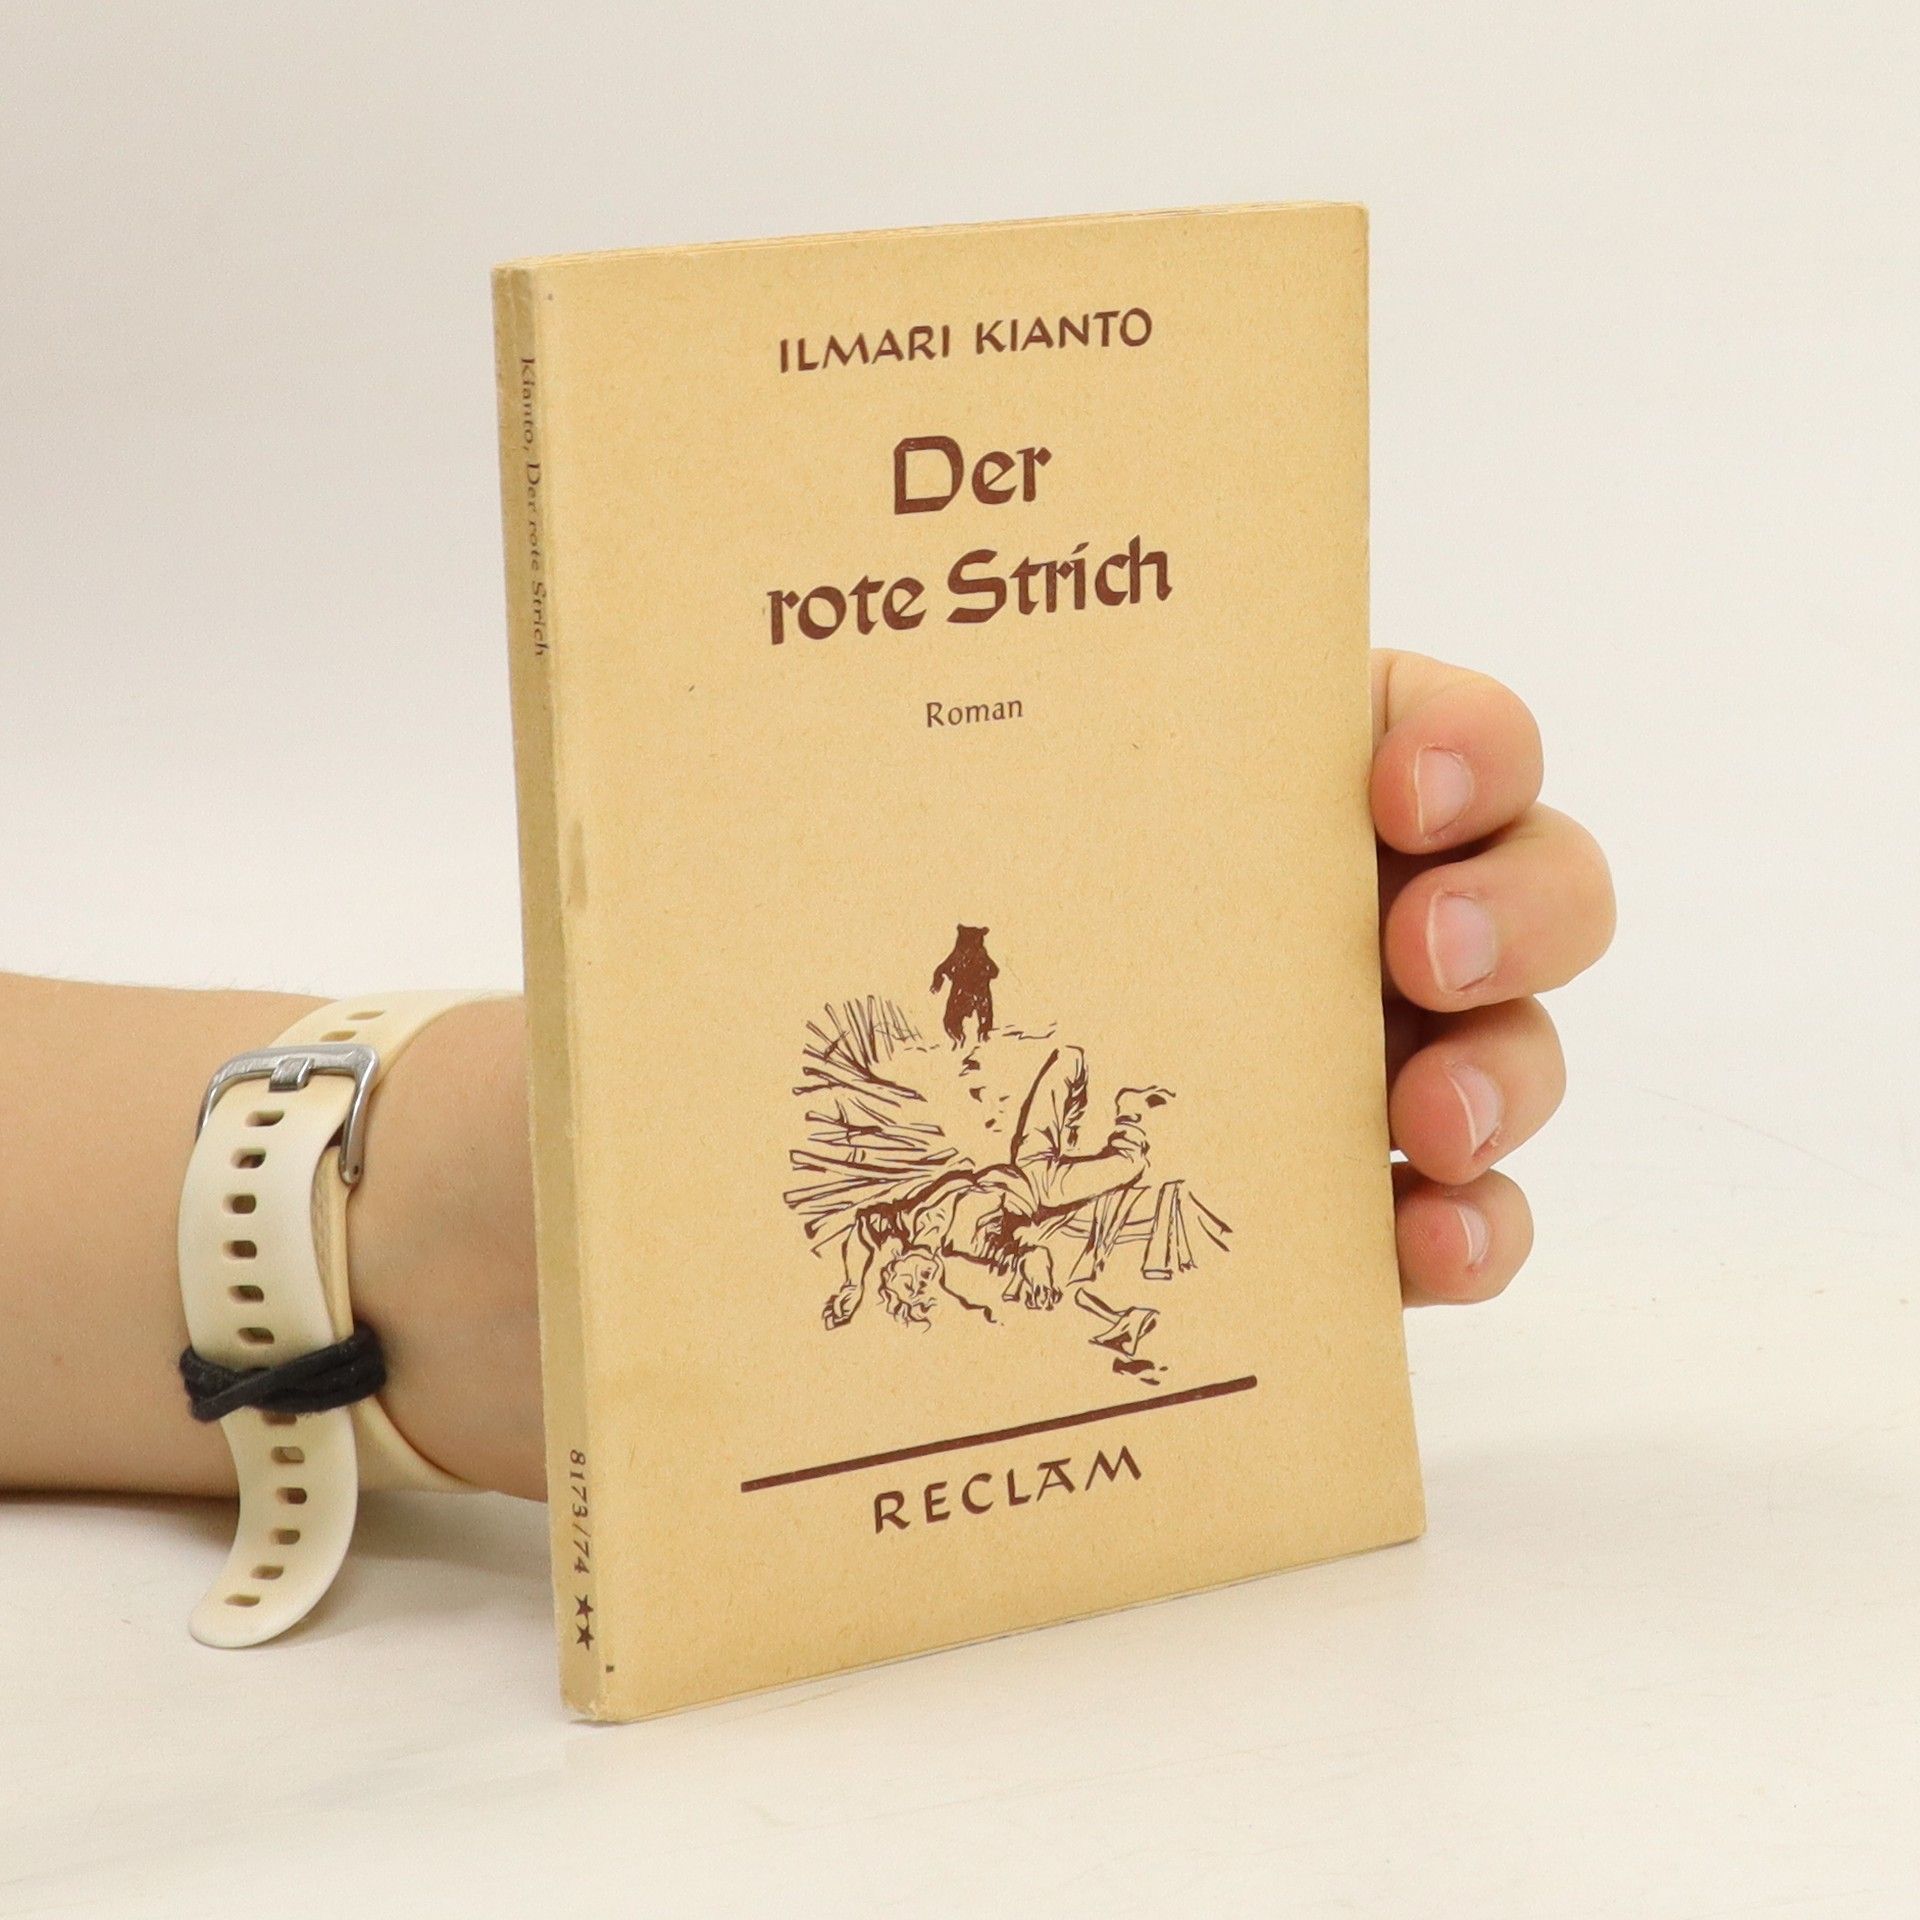 ILMARI KIANTO
Der
rote Strich
Roman
RECLAM
Kianto, Der rote Strich
8173/74 ★★